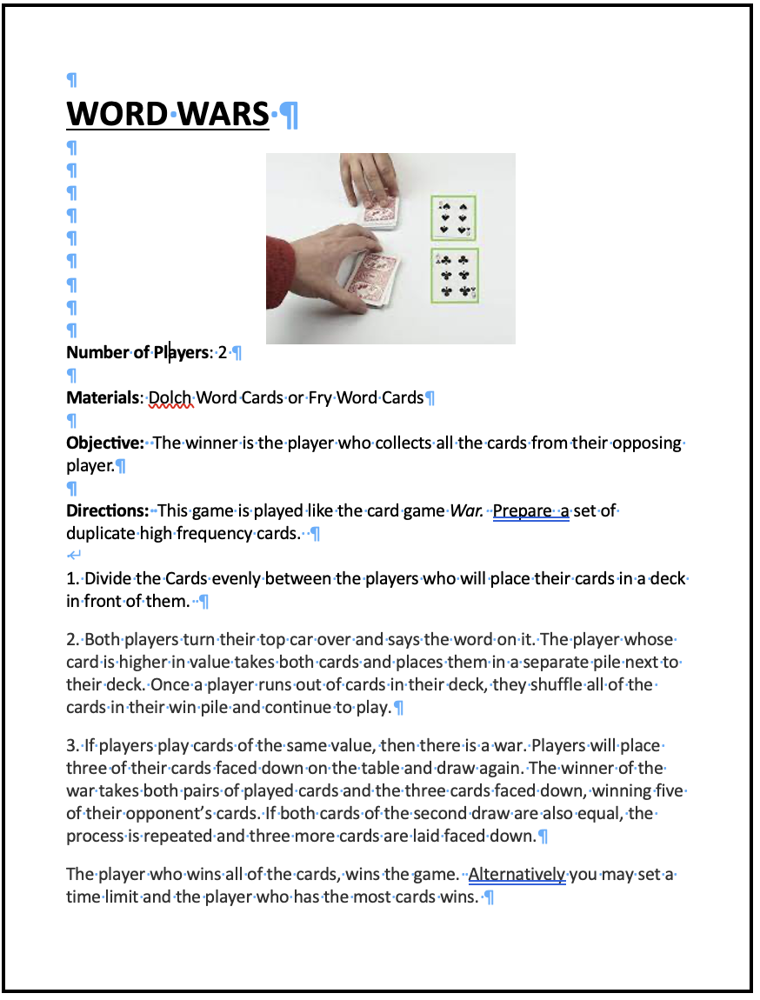 WORD WARS
Number of Players: 2
Materials: Dolch Word Cards or Fry Word Cards
Objective:  The winner is the player who collects all the cards from their opposing
player.
Directions:  This game is played like the card game War.  Prepare  a set of
duplicate high frequency cards.
1. Divide the Cards evenly between the players who will place their cards in a deck
in front of them.
2. Both players turn their top car over and says the word on it. The player whose
card is higher in value takes both cards and places them in a separate pile next to
their deck. Once a player runs out of cards in their deck, they shuffle all of the
cards in their win pile and continue to play.
3. If players play cards of the same value, then there is a war. Players will place
three of their cards faced down on the table and draw again. The winner of the
war takes both pairs of played cards and the three cards faced down, winning five
of their opponent’s cards. If both cards of the second draw are also equal, the
process is repeated and three more cards are laid faced down.
The player who wins all of the cards, wins the game.  Alternatively you may set a
time limit and the player who has the most cards wins.